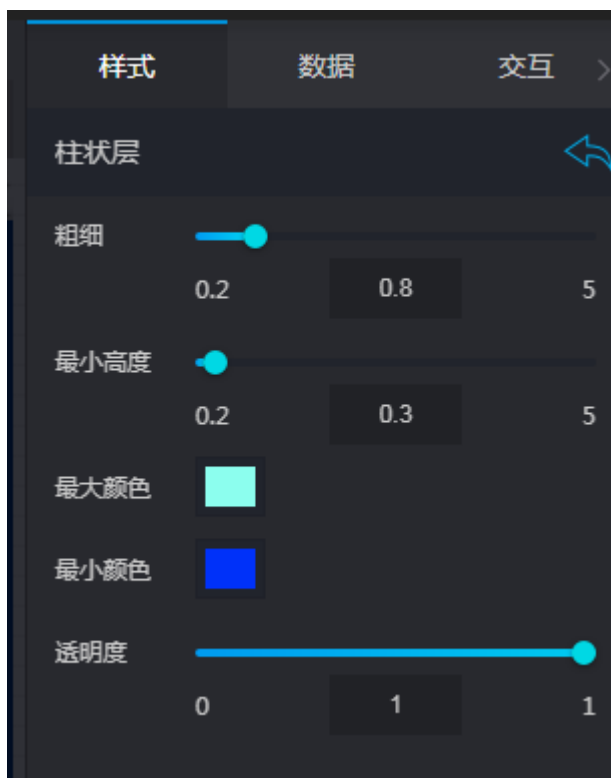 样式 数据 交互
柱状层
粗细
0.2 0.8 5
最小高度
0.2 0.3 5
最大颜色
最小颜色
透明度
0 1 1